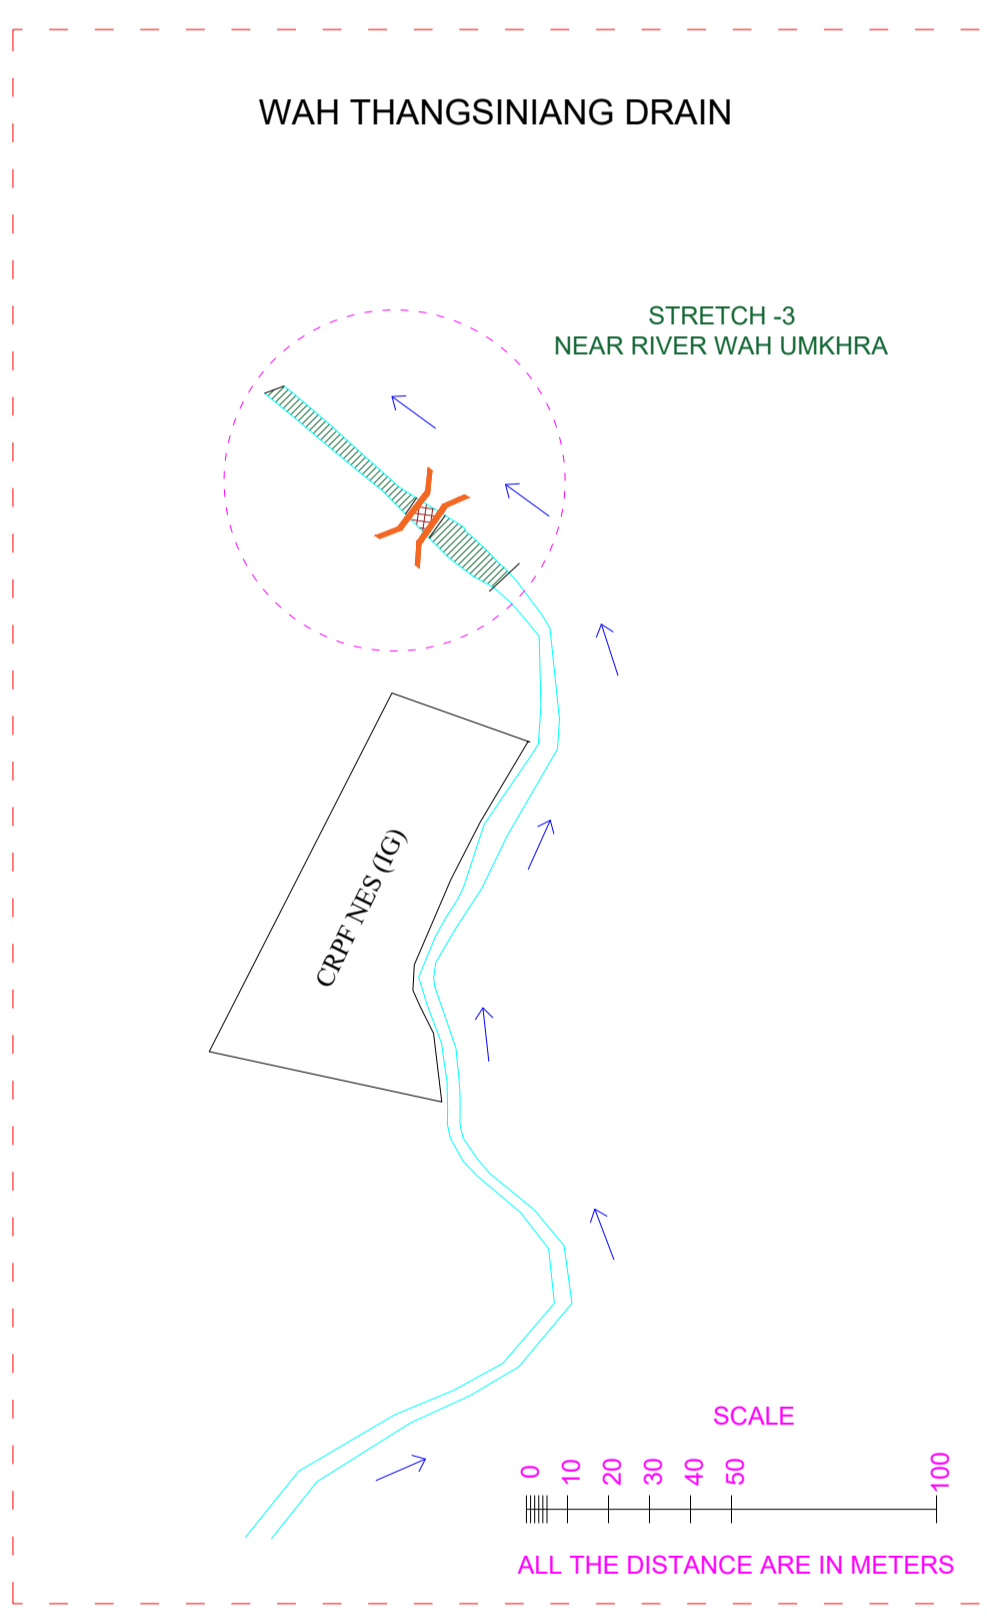 WAH THANGSINIANG DRAIN
STRETCH -3
NEAR RIVER WAH UMKHRA
CRPF NES (IG)
SCALE
0 10 20 30 40 50 100
ALL THE DISTANCE ARE IN METERS